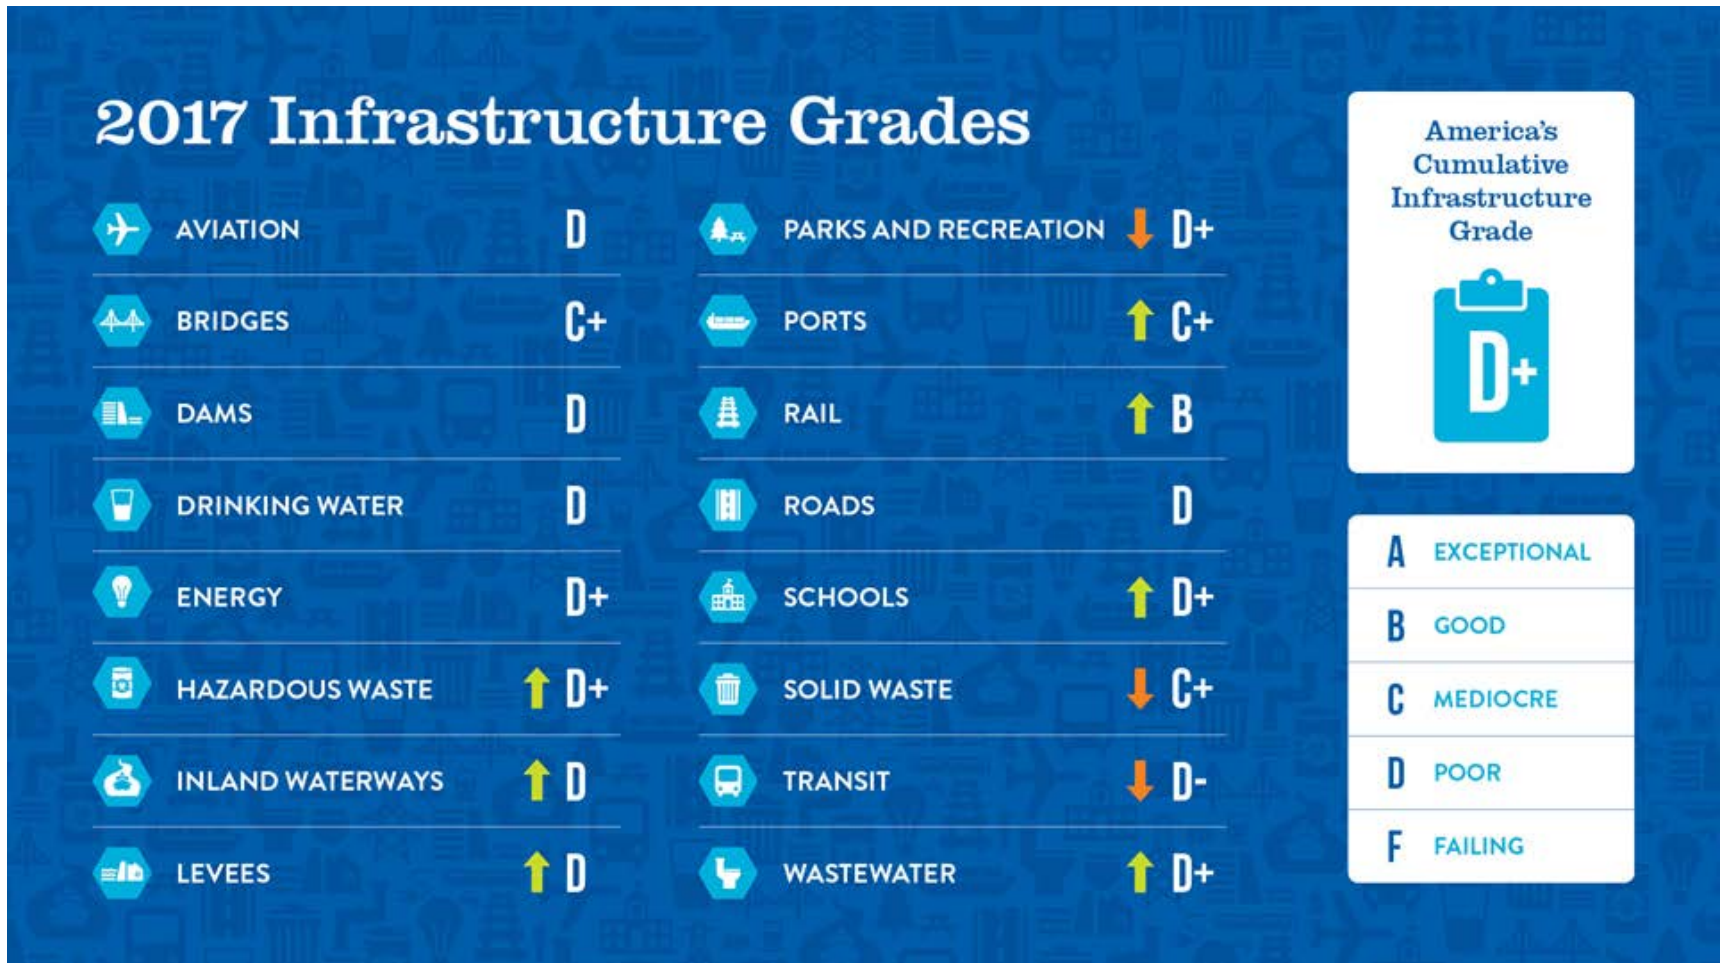 2017 Infrastructure Grades
AVIATION D
BRIDGES C+
DAMS D
DRINKING WATER D
ENERGY D+
HAZARDOUS WASTE D+
INLAND WATERWAYS D
LEVEES D
PARKS AND RECREATION D+
PORTS C+
RAIL B
ROADS D
SCHOOLS D+
SOLID WASTE C+
TRANSIT D-
WASTEWATER D+
America's
Cumulative
Infrastructure
Grade
D+
A EXCEPTIONAL
B GOOD
C MEDIOCRE
D POOR
F FAILING